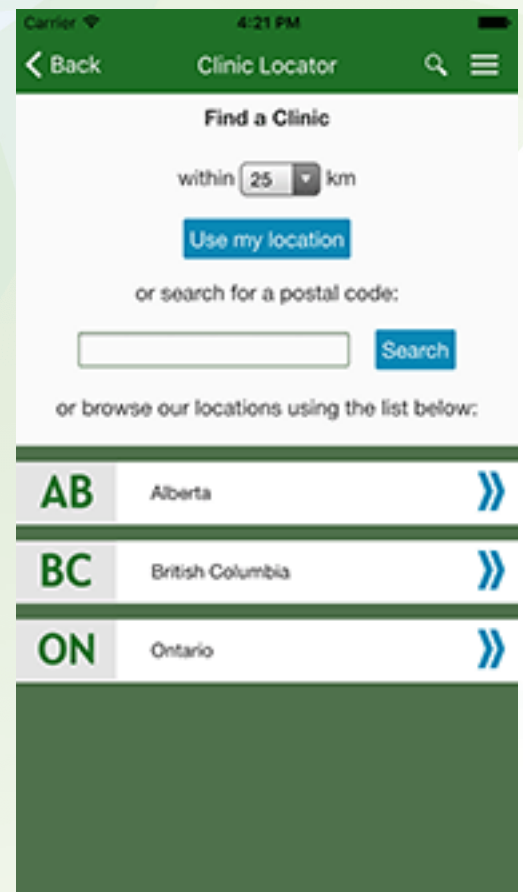 Carrier 4:21 PM
Back Clinic Locator
Find a Clinic
within 25 km
Use my location
or search for a postal code:
Search
or browse our locations using the list below:
AB Alberta
BC British Columbia
ON Ontario